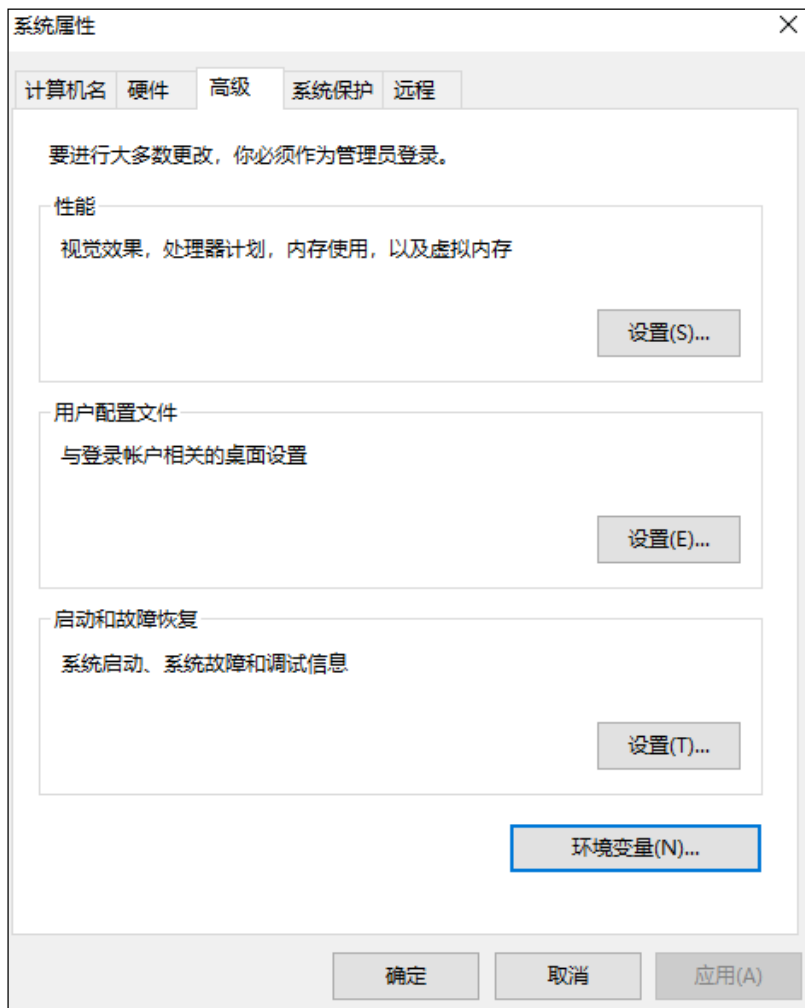 系统属性
计算机名 硬件 高级 系统保护 远程
要进行大多数更改，你必须作为管理员登录。
性能
视觉效果，处理器计划，内存使用，以及虚拟内存
设置(S)...
用户配置文件
与登录帐户相关的桌面设置
设置(E)...
启动和故障恢复
系统启动、系统故障和调试信息
设置(T)...
环境变量(N)...
确定 取消 应用(A)